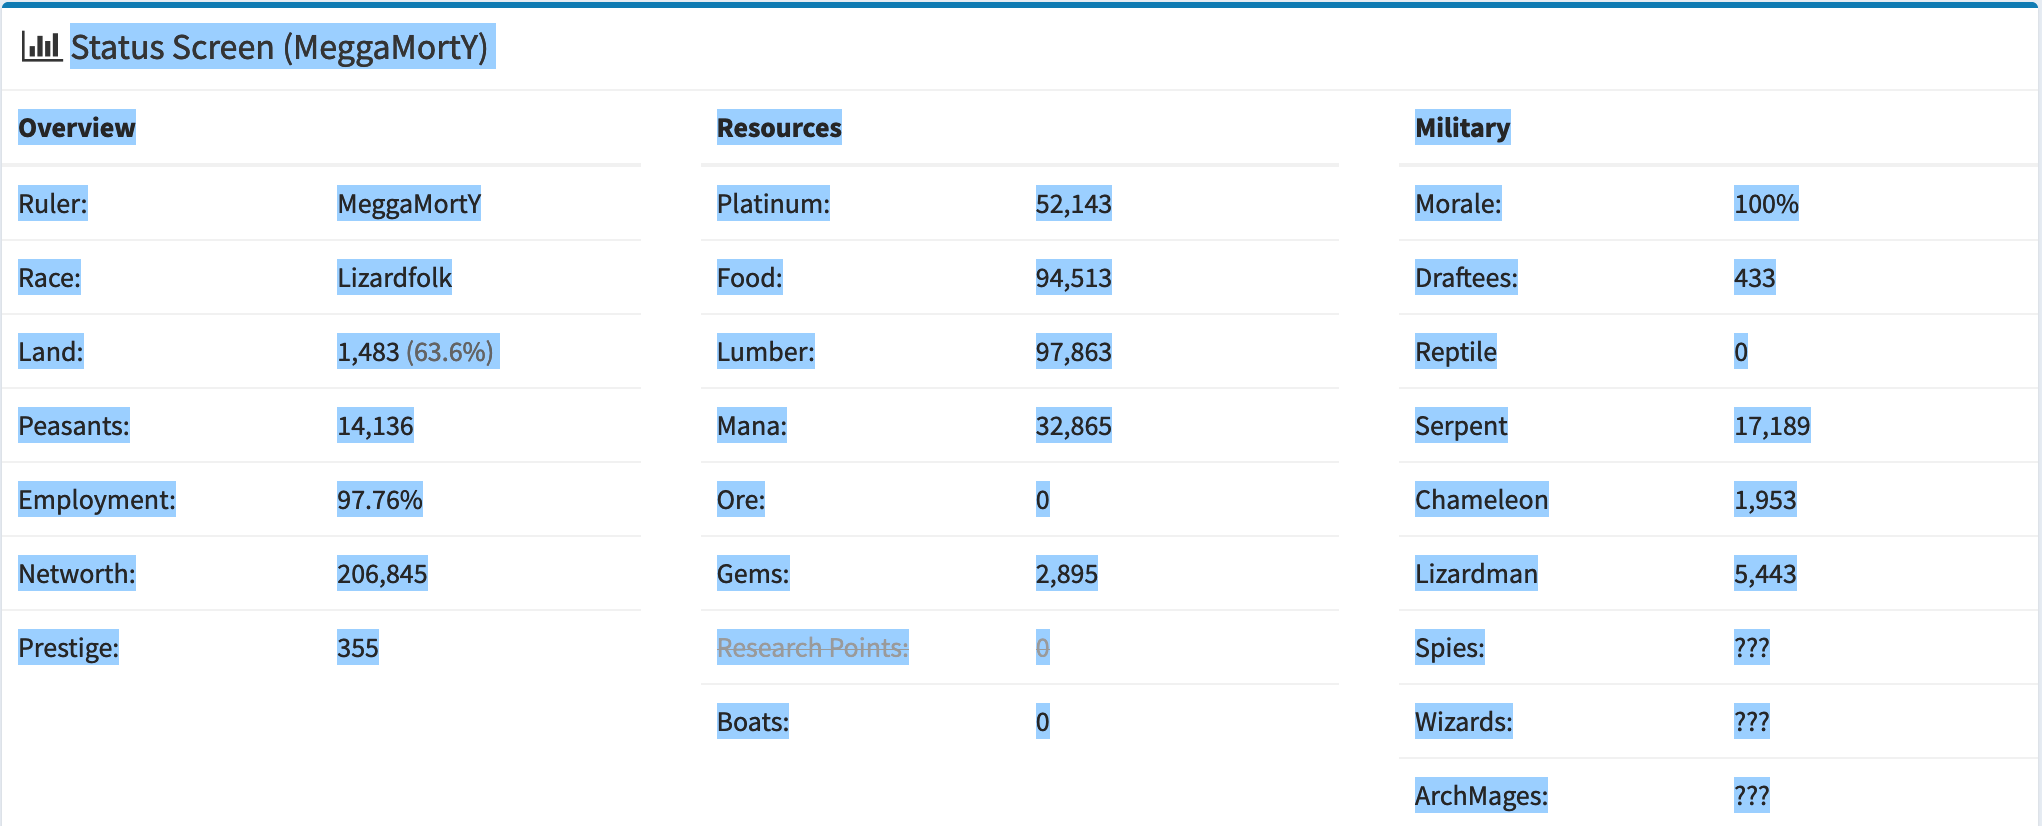 Status Screen (MeggaMortY)
Overview
Ruler: MeggaMortY
Race: Lizardfolk
Land: 1,483 (63.6%)
Peasants: 14,136
Employment: 97.76%
Networth: 206,845
Prestige: 355
Resources
Platinum: 52,143
Food: 94,513
Lumber: 97,863
Mana: 32,865
Ore: 0
Gems: 2,895
Research Points: 0
Boats: 0
Military
Morale: 100%
Draftees: 433
Reptile 0
Serpent 17,189
Chameleon 1,953
Lizardman 5,443
Spies: ???
Wizards: ???
ArchMages: ???